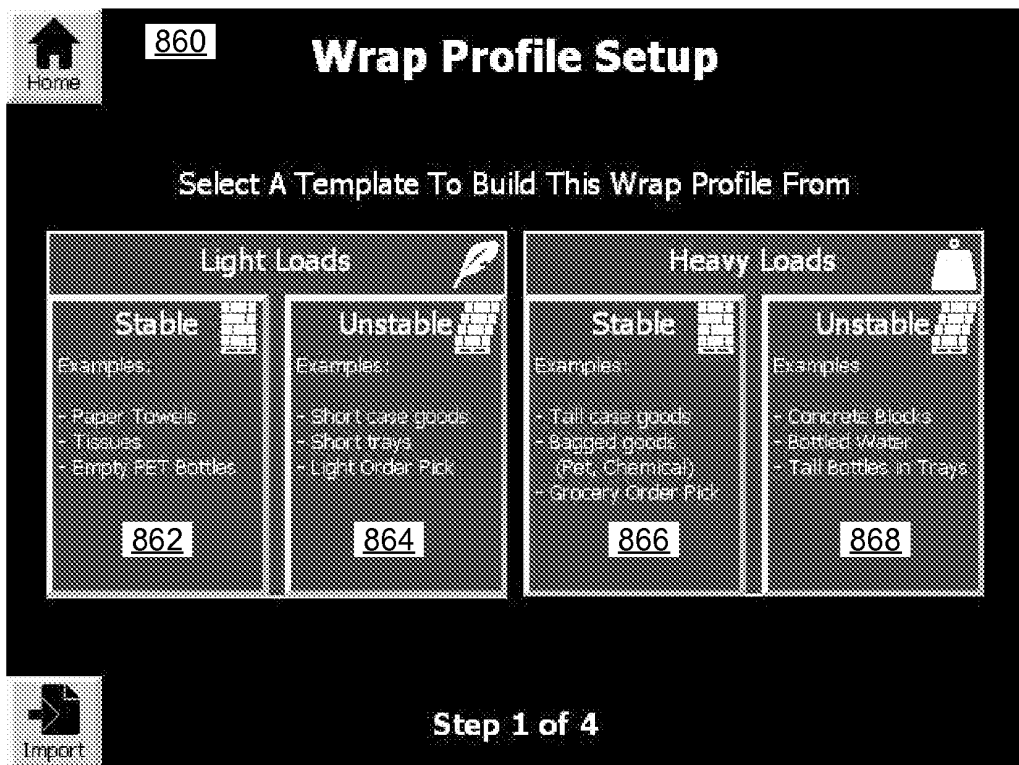 860
Wrap Profile Setup
Home
Select A Template To Build This Wrap Profile From
Light Loads
Stable
Examples:
- Paper Towels
- Tissues
- Empty PET Bottles
862
Unstable
Examples:
- Short case goods
- Short trays
- Light Order Pick
864
Heavy Loads
Stable
Examples:
- Tall case goods
- Bagged goods
(Pet, Chemical)
- Grocery Order Pick
866
Unstable
Examples:
- Concrete Blocks
- Bottled Water
- Tall Bottles in Trays
868
Import
Step 1 of 4